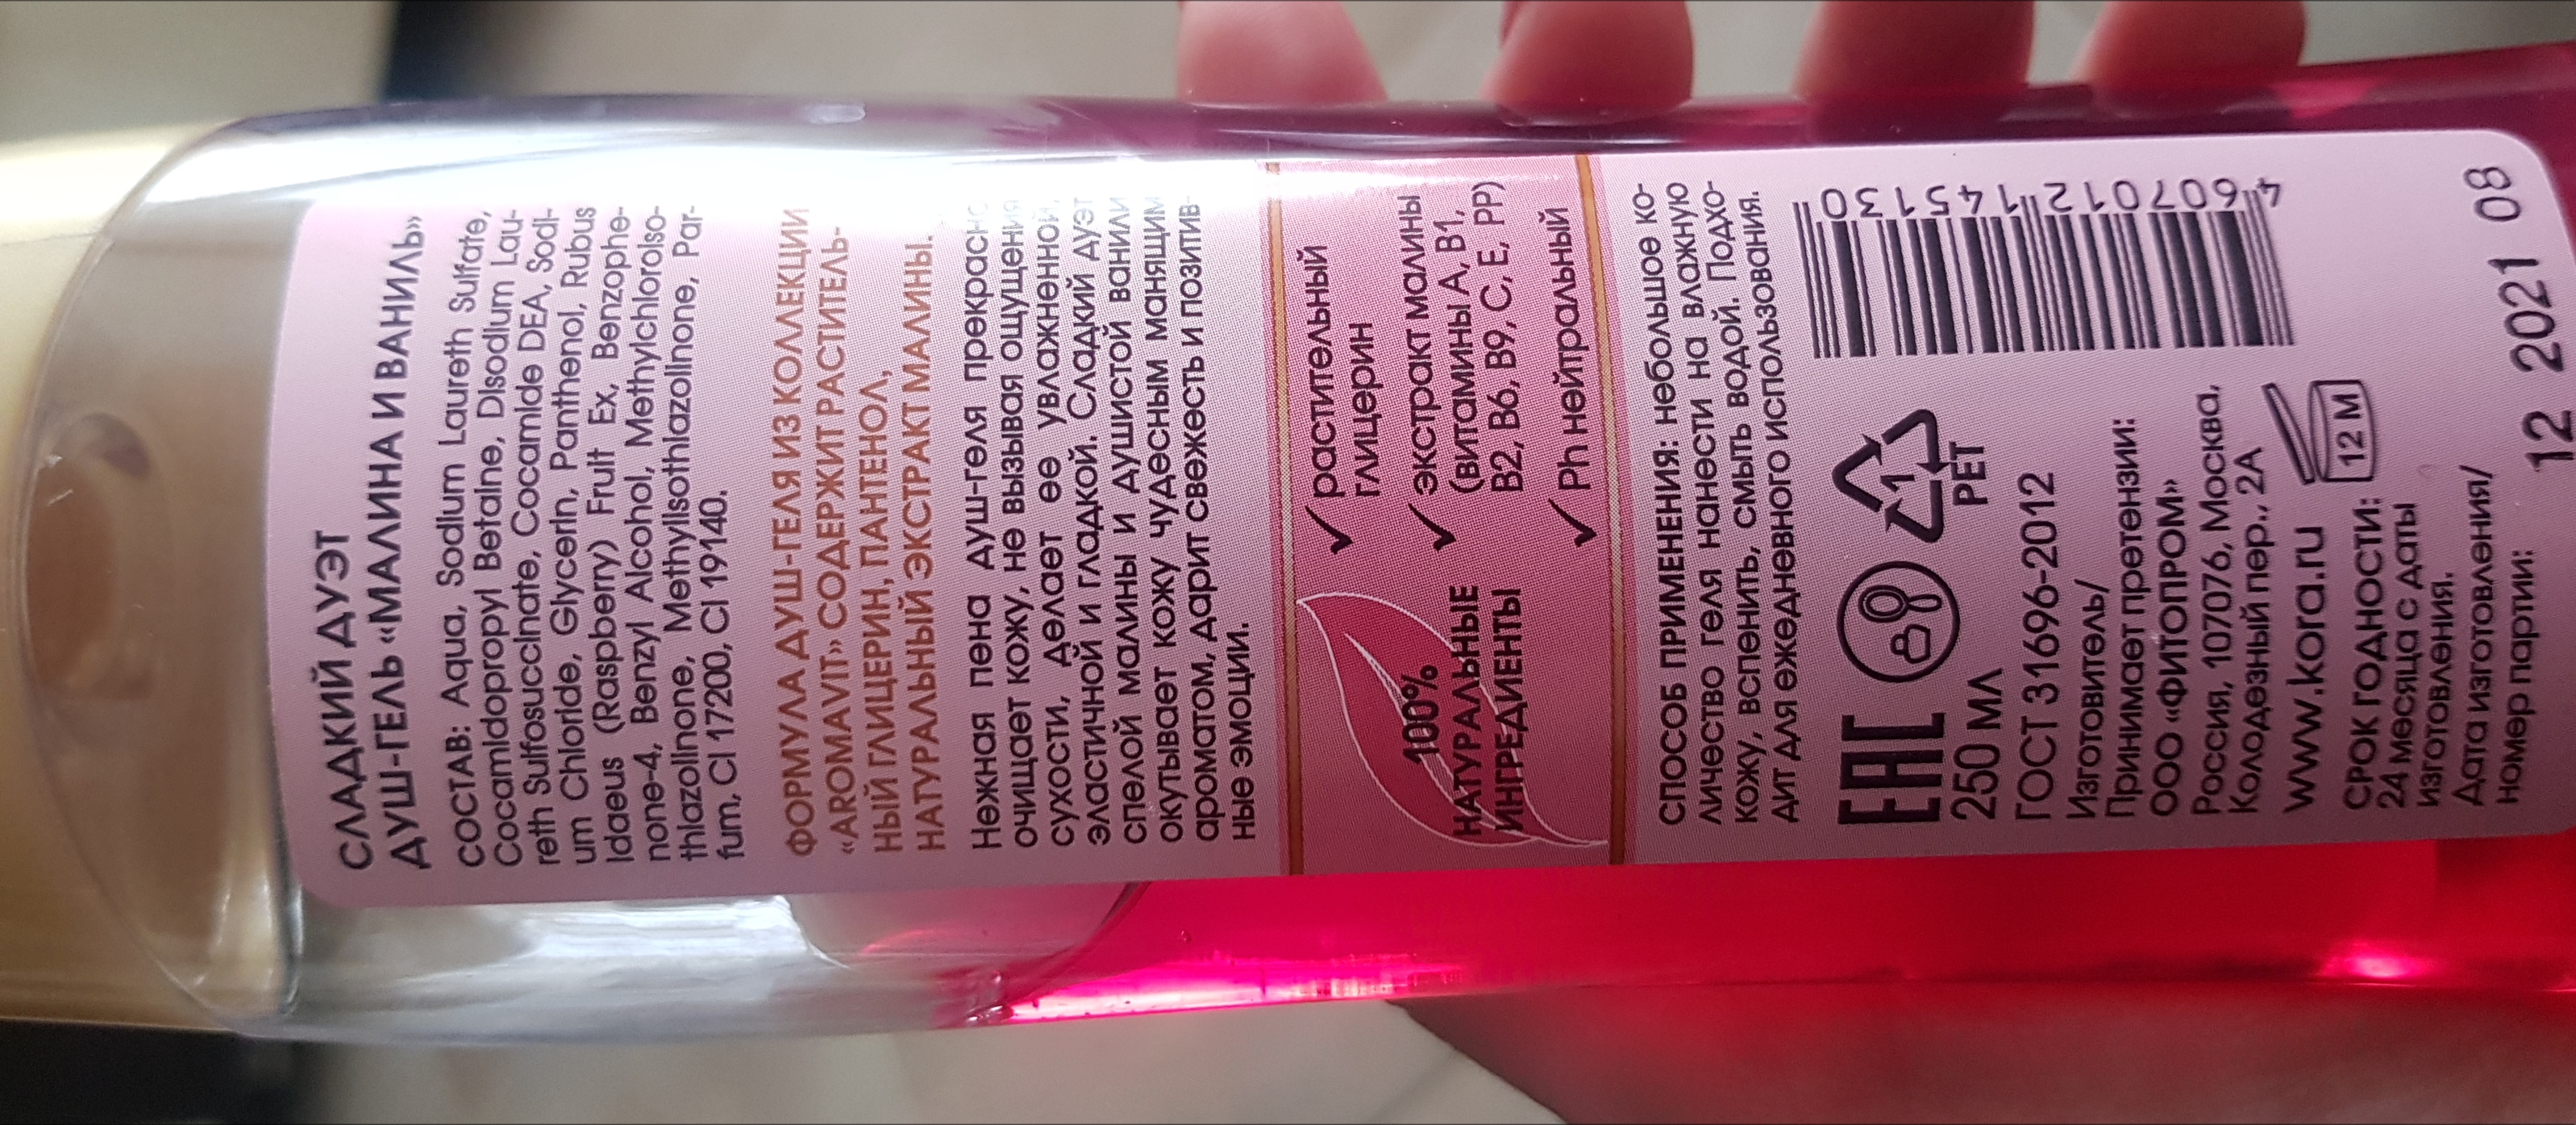 СЛАДКИЙ ДУЭТ
ДУШ-ГЕЛЬ «МАЛИНА И ВАНИЛЬ»
СОСТАВ: Aqua, Sodium Laureth Sulfate,
Cocamidopropyl Betaine, Disodium Lau-
reth Sulfosuccinate, Cocamide DEA, Sodi-
um Chloride, Glycerin, Panthenol, Rubus
Idaeus (Raspberry) Fruit Ex, Benzophe-
none-4, Benzyl Alcohol, Methylchloroiso-
thiazolinone, Methylisothiazolinone, Par-
fum, CI 17200, CI 19140.
ФОРМУЛА ДУШ-ГЕЛЯ ИЗ КОЛЛЕКЦИИ
«AROMAVIT» СОДЕРЖИТ РАСТИТЕЛЬ-
НЫЙ ГЛИЦЕРИН, ПАНТЕНОЛ,
НАТУРАЛЬНЫЙ ЭКСТРАКТ МАЛИНЫ.
Нежная пена душ-геля прекрасно
очищает кожу, не вызывая ощущения
сухости, делает ее увлажненной,
эластичной и гладкой. Сладкий дуэт
спелой малины и душистой ванили
окутывает кожу чудесным манящим
ароматом, дарит свежесть и позитив-
ные эмоции.
100%
НАТУРАЛЬНЫЕ
ИНГРЕДИЕНТЫ
✓ растительный
глицерин
✓ экстракт малины
(витамины А, В1,
В2, В6, В9, С, Е, РР)
✓ Ph нейтральный
СПОСОБ ПРИМЕНЕНИЯ: небольшое ко-
личество геля нанести на влажную
кожу, вспенить, смыть водой. Подхо-
дит для ежедневного использования.
EAC
1
PET
250 МЛ
ГОСТ 31696-2012
Изготовитель/
Принимает претензии:
ООО «ФИТОПРОМ»
Россия, 107076, Москва,
Колодезный пер., 2А
www.kora.ru
4 607012 145130
СРОК ГОДНОСТИ:
24 месяца с даты
изготовления.
12 M
Дата изготовления/
номер партии:
12 2021 08